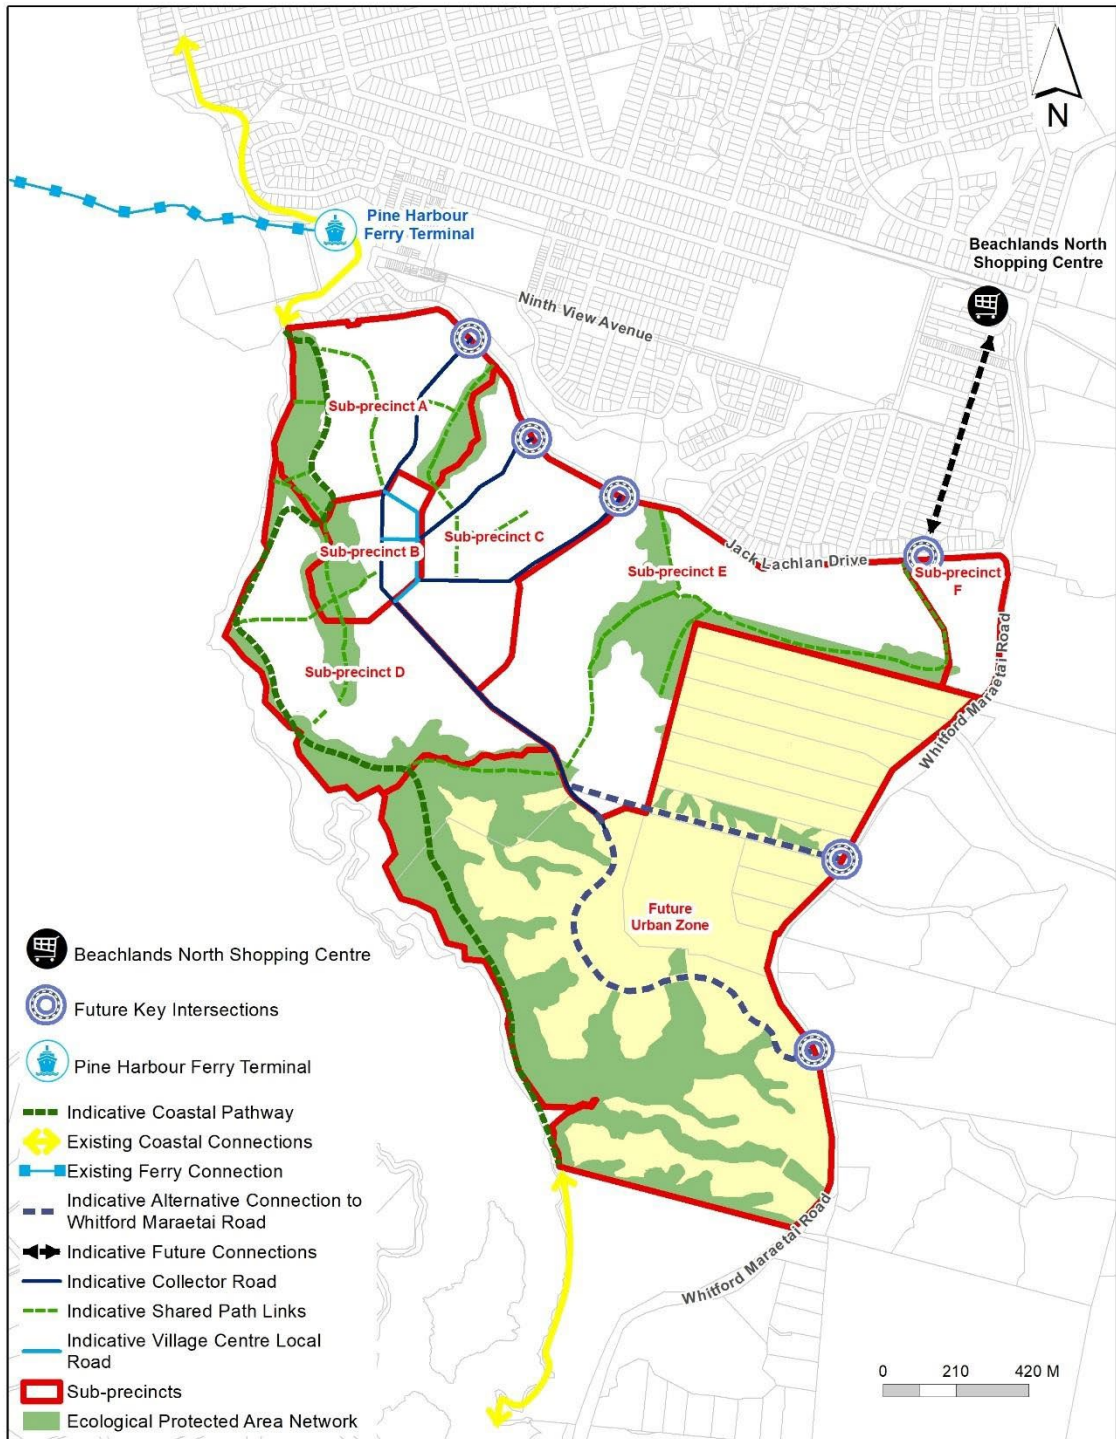 N
Pine Harbour
Ferry Terminal
Beachlands North
Shopping Centre
Ninth View Avenue
Sub-precinct A
Sub-precinct B
Sub-precinct C
Jack Lachlan Drive
Sub-precinct E
Sub-precinct
F
Sub-precinct D
Whitford Maraetai Road
Future
Urban Zone
Whitford Maraetai Road
Beachlands North Shopping Centre
Future Key Intersections
Pine Harbour Ferry Terminal
Indicative Coastal Pathway
Existing Coastal Connections
Existing Ferry Connection
Indicative Alternative Connection to
Whitford Maraetai Road
Indicative Future Connections
Indicative Collector Road
Indicative Shared Path Links
Indicative Village Centre Local
Road
Sub-precincts
Ecological Protected Area Network
0 210 420 M